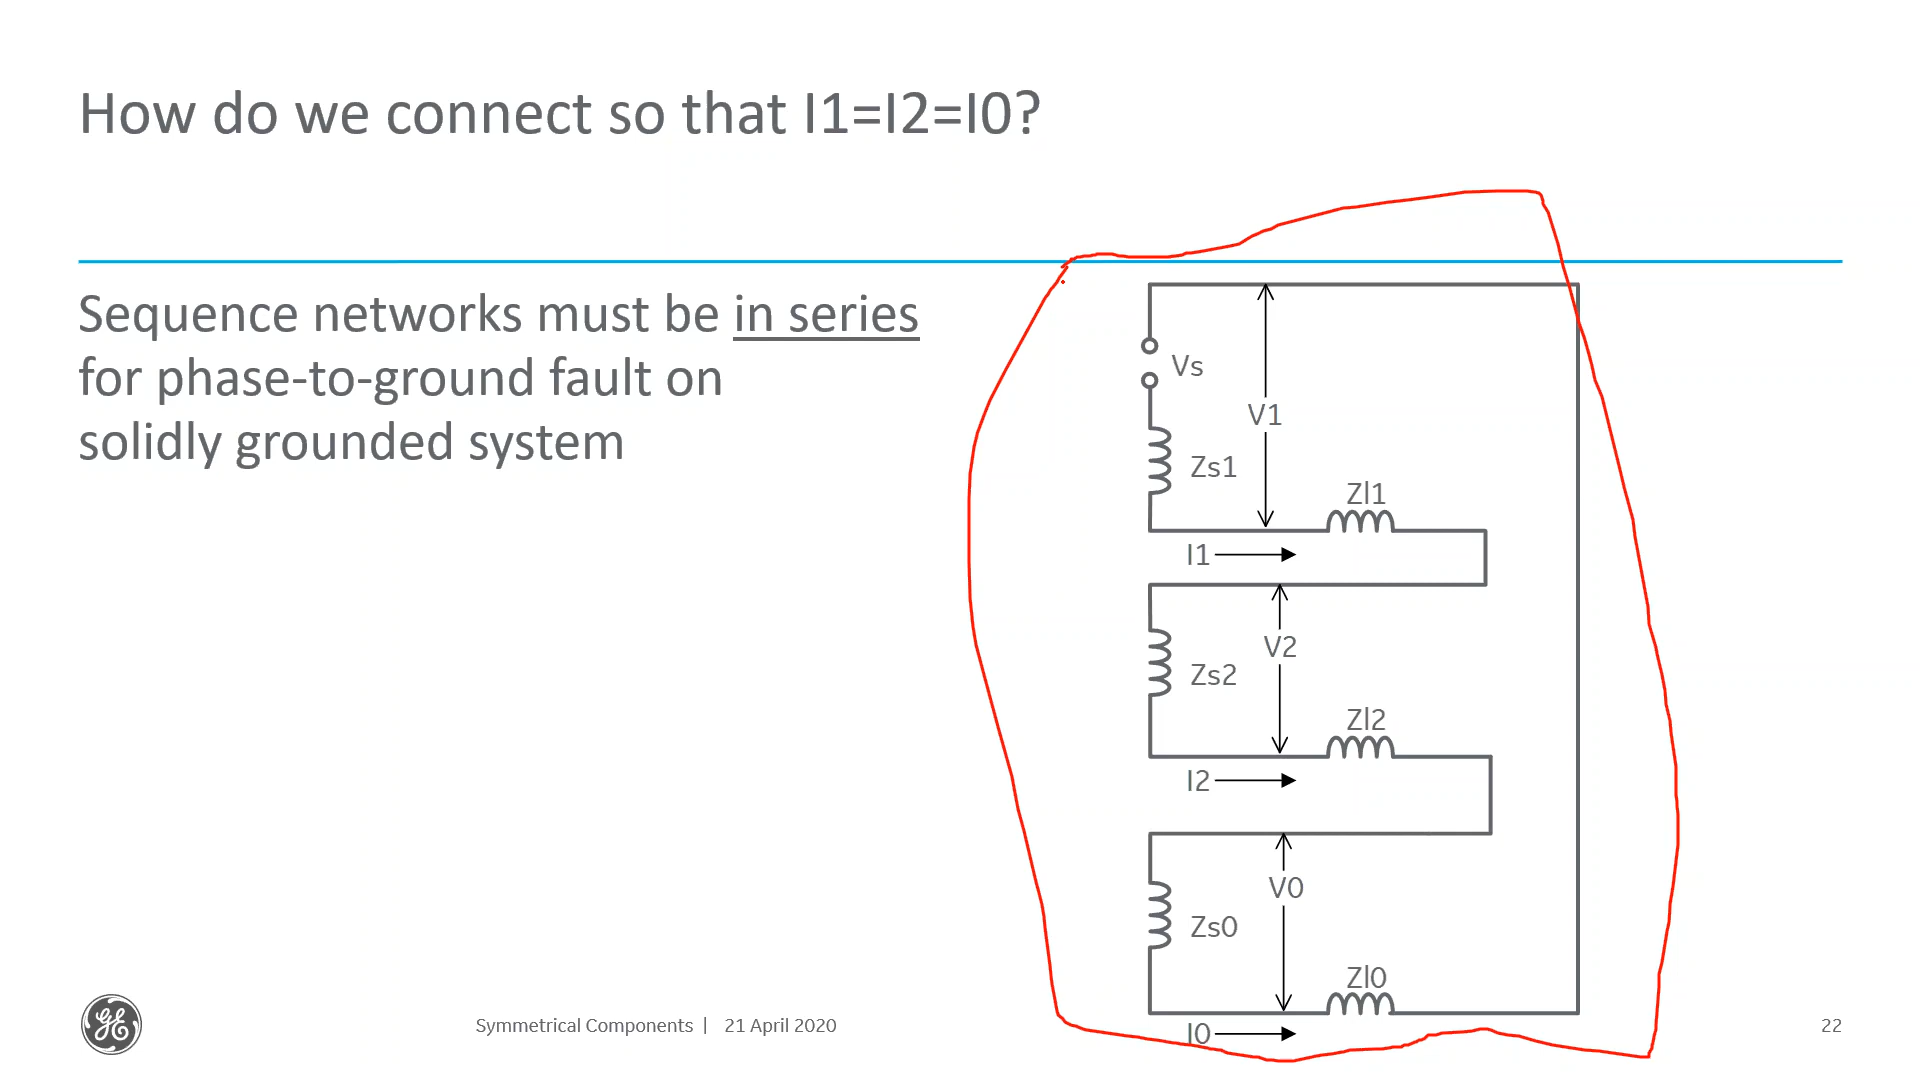 How do we connect so that I1=I2=I0?
Sequence networks must be in series
for phase-to-ground fault on
solidly grounded system
Vs
V1
Zs1
Zl1
I1
V2
Zs2
Zl2
I2
V0
Zs0
Zl0
I0
GE
Symmetrical Components | 21 April 2020
22